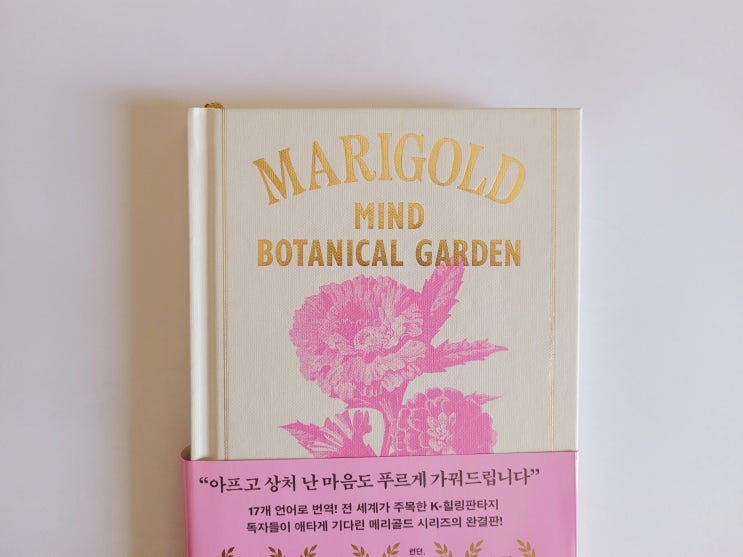 MARIGOLD
MIND
BOTANICAL GARDEN
“아프고 상처 난 마음도 푸르게 가꿔드립니다”
17개 언어로 번역! 전 세계가 주목한 K-힐링판타지
독자들이 애타게 기다린 메리골드 시리즈의 완결판!
런던,